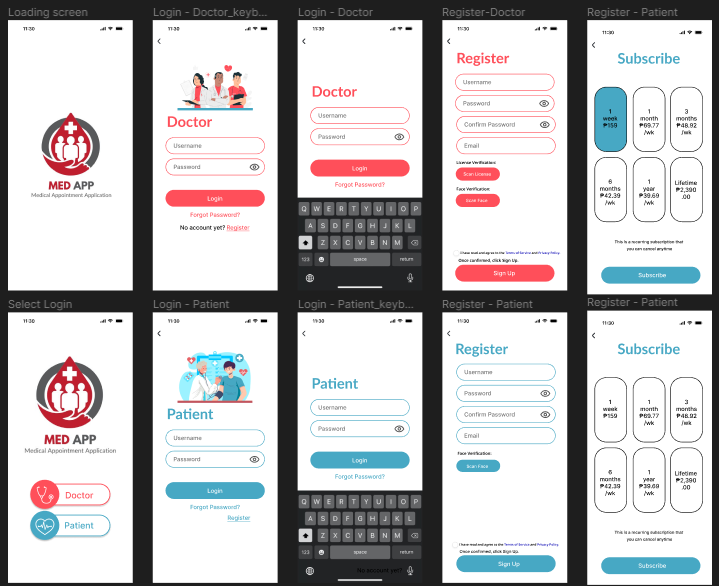 Loading screen
11:30
MED APP
Medical Appointment Application
Login - Doctor_keyb...
11:30
Doctor
Username
Password
Login
Forgot Password?
No account yet? Register
Login - Doctor
11:30
Doctor
Username
Password
Login
Forgot Password?
Q W E R T Y U I O P
A S D F G H J K L
Z X C V B N M
123 space return
Register-Doctor
11:30
Register
Username
Password
Confirm Password
Email
License Verification:
Scan License
Face Verification:
Scan Face
I have read and agree to the Terms of Service and Privacy Policy
Once confirmed, click Sign Up.
Sign Up
Register - Patient
11:30
Subscribe
1
week
₱159
1
month
₱69.77
/wk
3
months
₱48.92
/wk
6
months
₱42.39
/wk
1
year
₱39.69
/wk
Lifetime
₱2,390
.00
This is a recurring subscription that
you can cancel anytime
Subscribe
Select Login
11:30
MED APP
Medical Appointment Application
Doctor
Patient
Login - Patient
11:30
Patient
Username
Password
Login
Forgot Password?
Register
Login - Patient_keyb...
11:30
Patient
Username
Password
Login
Forgot Password?
Q W E R T Y U I O P
A S D F G H J K L
Z X C V B N M
123 space return
No account yet?
Register - Patient
11:30
Register
Username
Password
Confirm Password
Email
Face Verification:
Scan Face
I have read and agree to the Terms of Service and Privacy Policy
Once confirmed, click Sign Up.
Sign Up
Register - Patient
11:30
Subscribe
1
week
₱159
1
month
₱69.77
/wk
3
months
₱48.92
/wk
6
months
₱42.39
/wk
1
year
₱39.69
/wk
Lifetime
₱2,390
.00
This is a recurring subscription that
you can cancel anytime
Subscribe